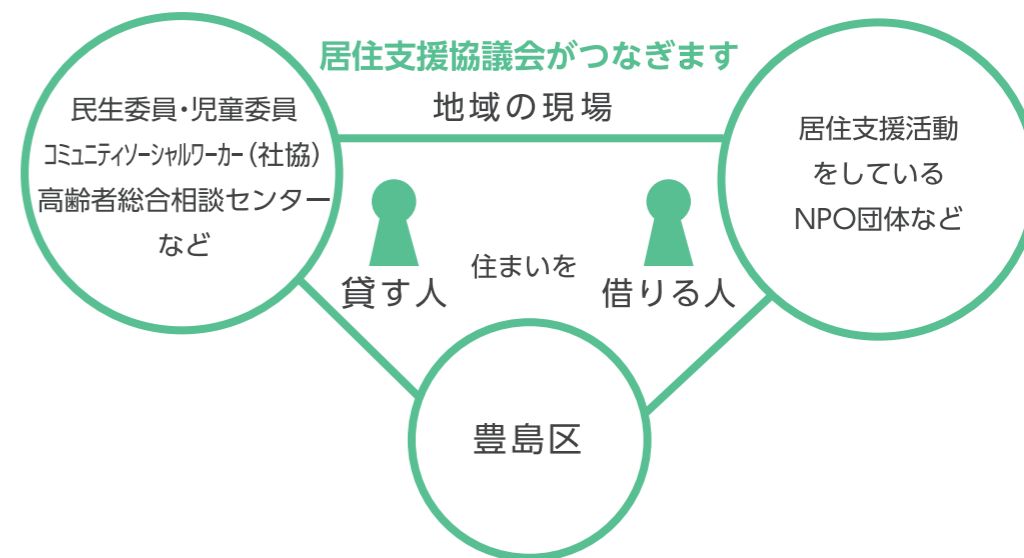 居住支援協議会がつなぎます
地域の現場
民生委員・児童委員
コミュニティソーシャルワーカー(社協)
高齢者総合相談センター
など
居住支援活動
をしている
NPO団体など
貸す人
住まいを
借りる人
豊島区